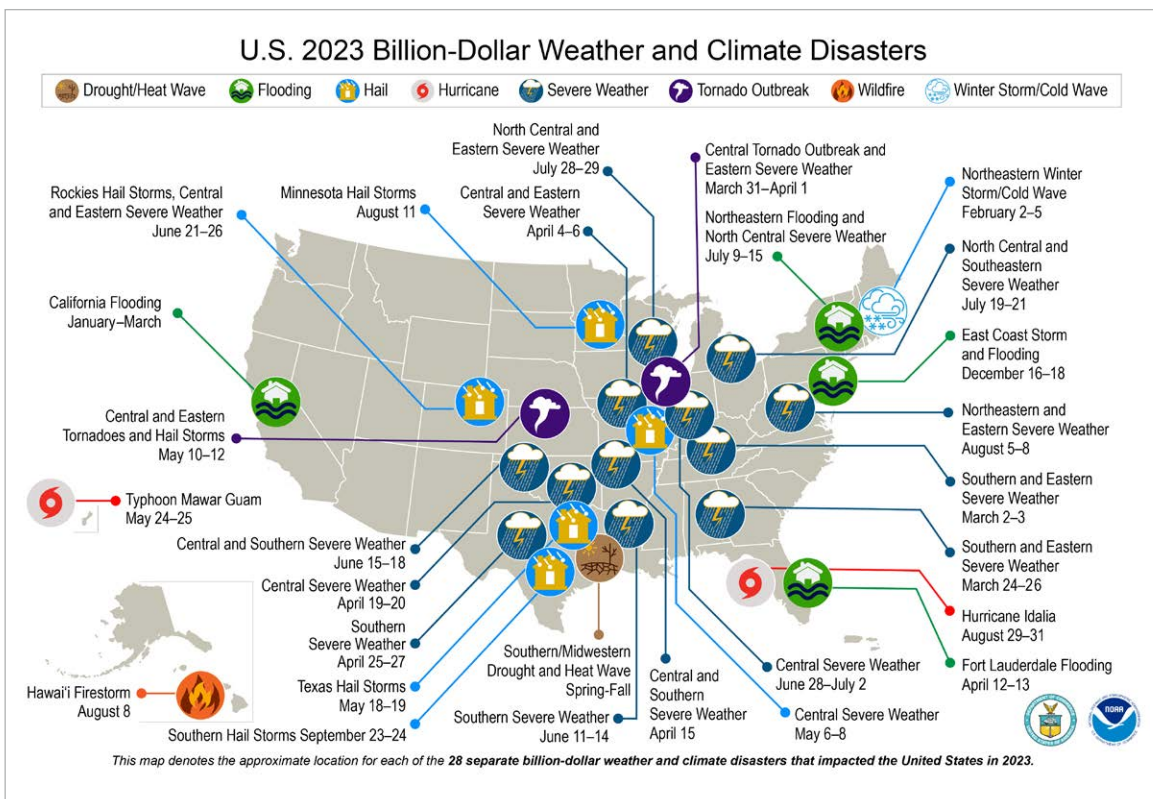 U.S. 2023 Billion-Dollar Weather and Climate Disasters
Drought/Heat Wave
Flooding
Hail
Hurricane
Severe Weather
Tornado Outbreak
Wildfire
Winter Storm/Cold Wave
North Central and
Eastern Severe Weather
July 28–29
Central Tornado Outbreak and
Eastern Severe Weather
March 31–April 1
Northeastern Winter
Storm/Cold Wave
February 2–5
Rockies Hail Storms, Central
and Eastern Severe Weather
June 21–26
Minnesota Hail Storms
August 11
Central and Eastern
Severe Weather
April 4–6
Northeastern Flooding and
North Central Severe Weather
July 9–15
North Central and
Southeastern
Severe Weather
July 19–21
California Flooding
January–March
East Coast Storm
and Flooding
December 16–18
Central and Eastern
Tornadoes and Hail Storms
May 10–12
Northeastern and
Eastern Severe Weather
August 5–8
Typhoon Mawar Guam
May 24–25
Southern and Eastern
Severe Weather
March 2–3
Central and Southern Severe Weather
June 15–18
Southern and Eastern
Severe Weather
March 24–26
Central Severe Weather
April 19–20
Hurricane Idalia
August 29–31
Southern
Severe Weather
April 25–27
Southern/Midwestern
Drought and Heat Wave
Spring-Fall
Central Severe Weather
June 28–July 2
Fort Lauderdale Flooding
April 12–13
Hawai'i Firestorm
August 8
Texas Hail Storms
May 18–19
Central and
Southern
Severe Weather
April 15
Southern Severe Weather
June 11–14
Central Severe Weather
May 6–8
Southern Hail Storms September 23–24
NOAA
This map denotes the approximate location for each of the 28 separate billion-dollar weather and climate disasters that impacted the United States in 2023.